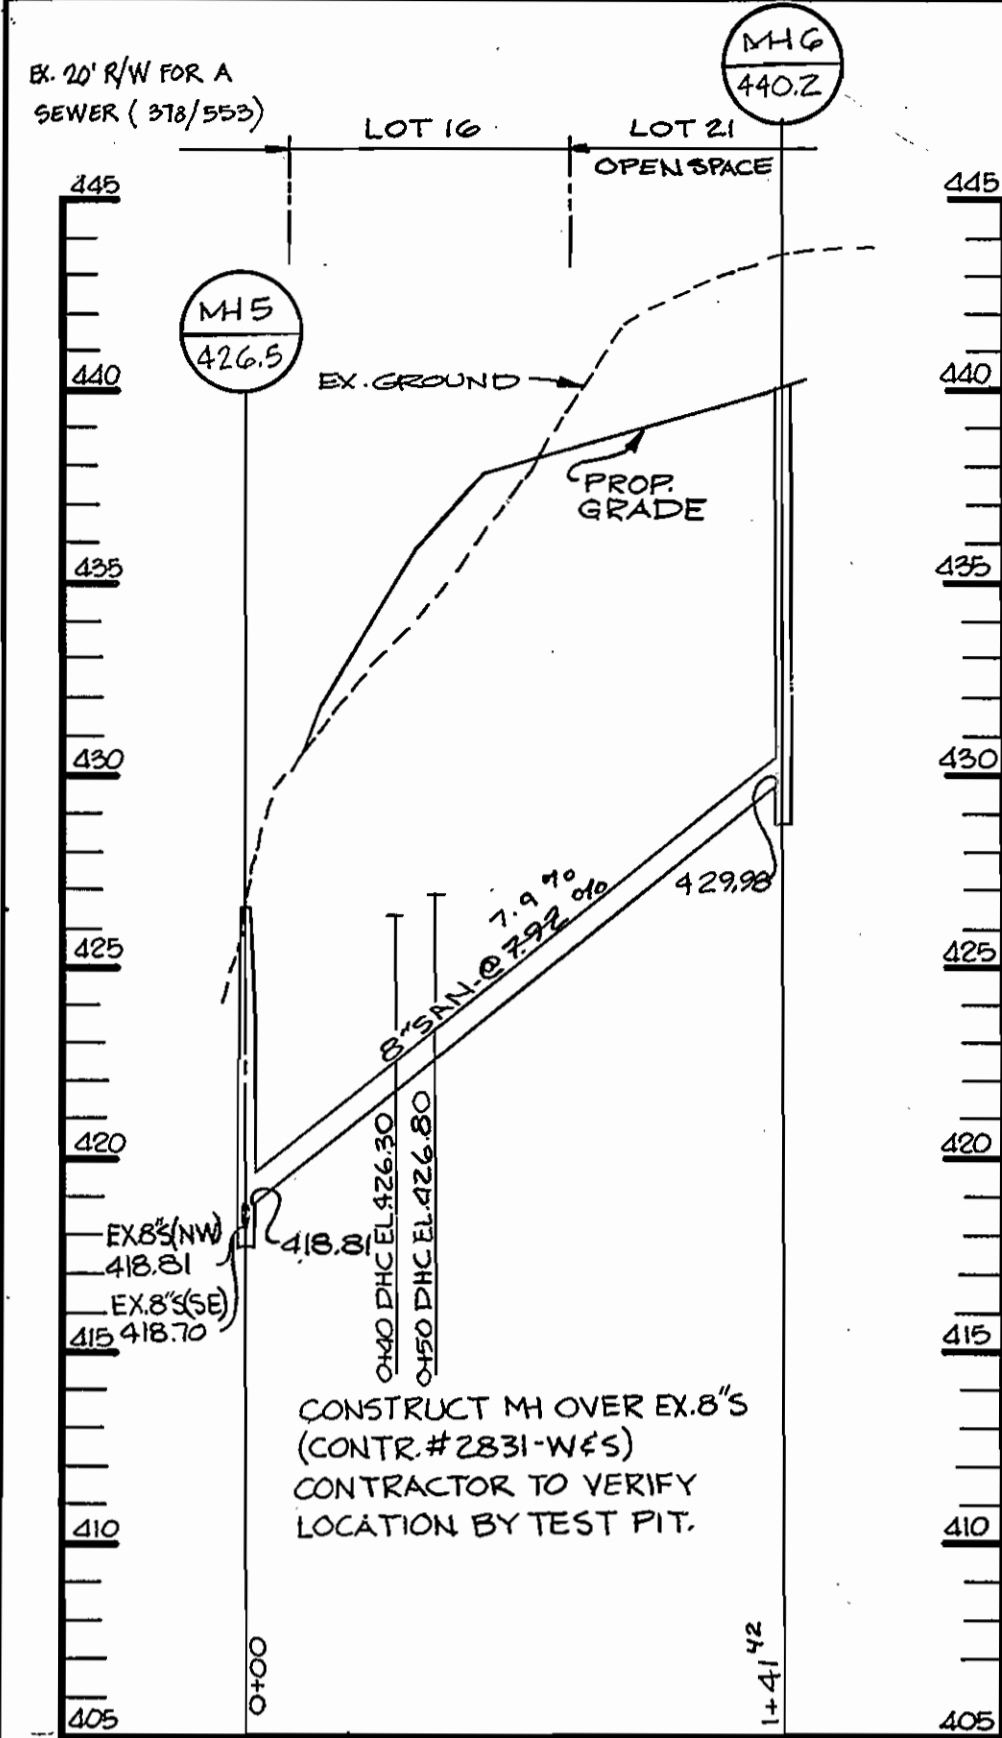 EX. 20' R/W FOR A
SEWER (378/553)
MH 6
440.2
LOT 16
LOT 21
OPEN SPACE
445
445
MH 5
426.5
EX. GROUND
440
440
PROP.
GRADE
435
435
430
430
429.98
7.9 %
8" SAN. @ 7.92 %
425
425
420
420
EX.8"S(NW)
418.81
418.81
EX.8"S(SE)
418.70
0+40 DHC EL.426.30
0+50 DHC EL.426.80
415
415
CONSTRUCT MH OVER EX.8"S
(CONTR.#2831-W&S)
CONTRACTOR TO VERIFY
LOCATION BY TEST PIT.
410
410
0+00
1+41 42
405
405